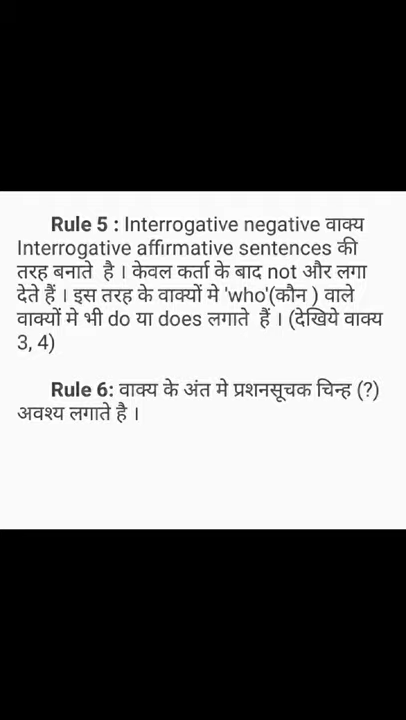 Rule 5 : Interrogative negative वाक्य
Interrogative affirmative sentences की
तरह बनाते है । केवल कर्ता के बाद not और लगा
देते हैं । इस तरह के वाक्यों मे 'who'(कौन ) वाले
वाक्यों मे भी do या does लगाते हैं । (देखिये वाक्य
3, 4)
Rule 6: वाक्य के अंत मे प्रशनसूचक चिन्ह (?)
अवश्य लगाते है ।